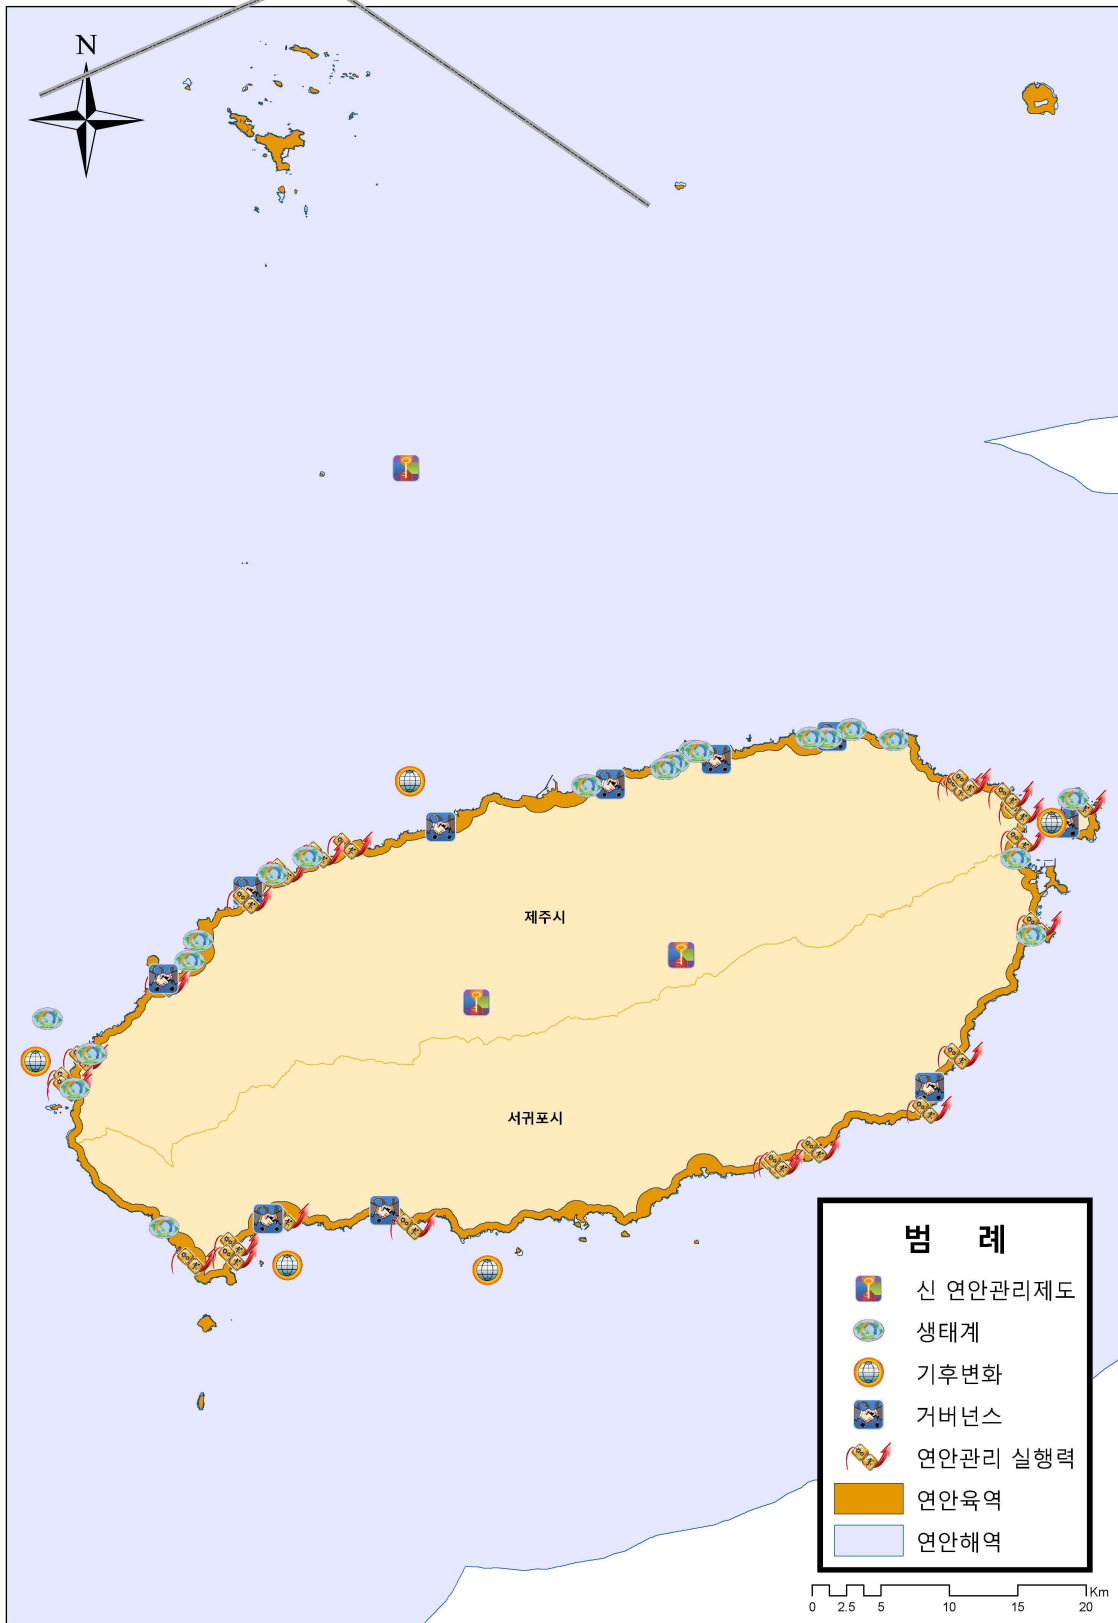 N
제주시
서귀포시
범 례
신 연안관리제도
생태계
기후변화
거버넌스
연안관리 실행력
연안육역
연안해역
Km
0 2.5 5 10 15 20